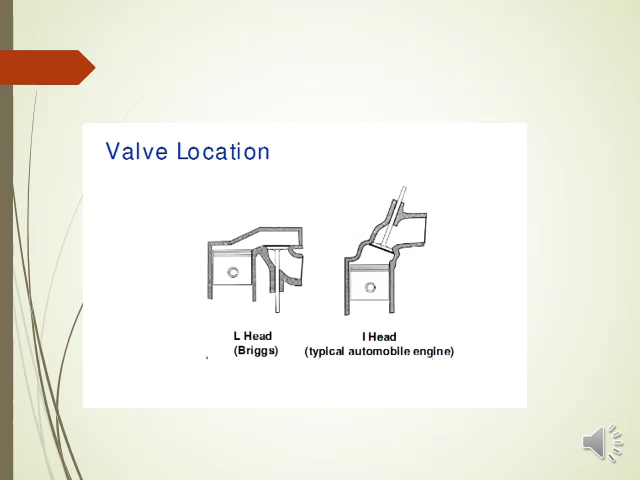 Valve Location
L Head
(Briggs)
I Head
(typical automobile engine)